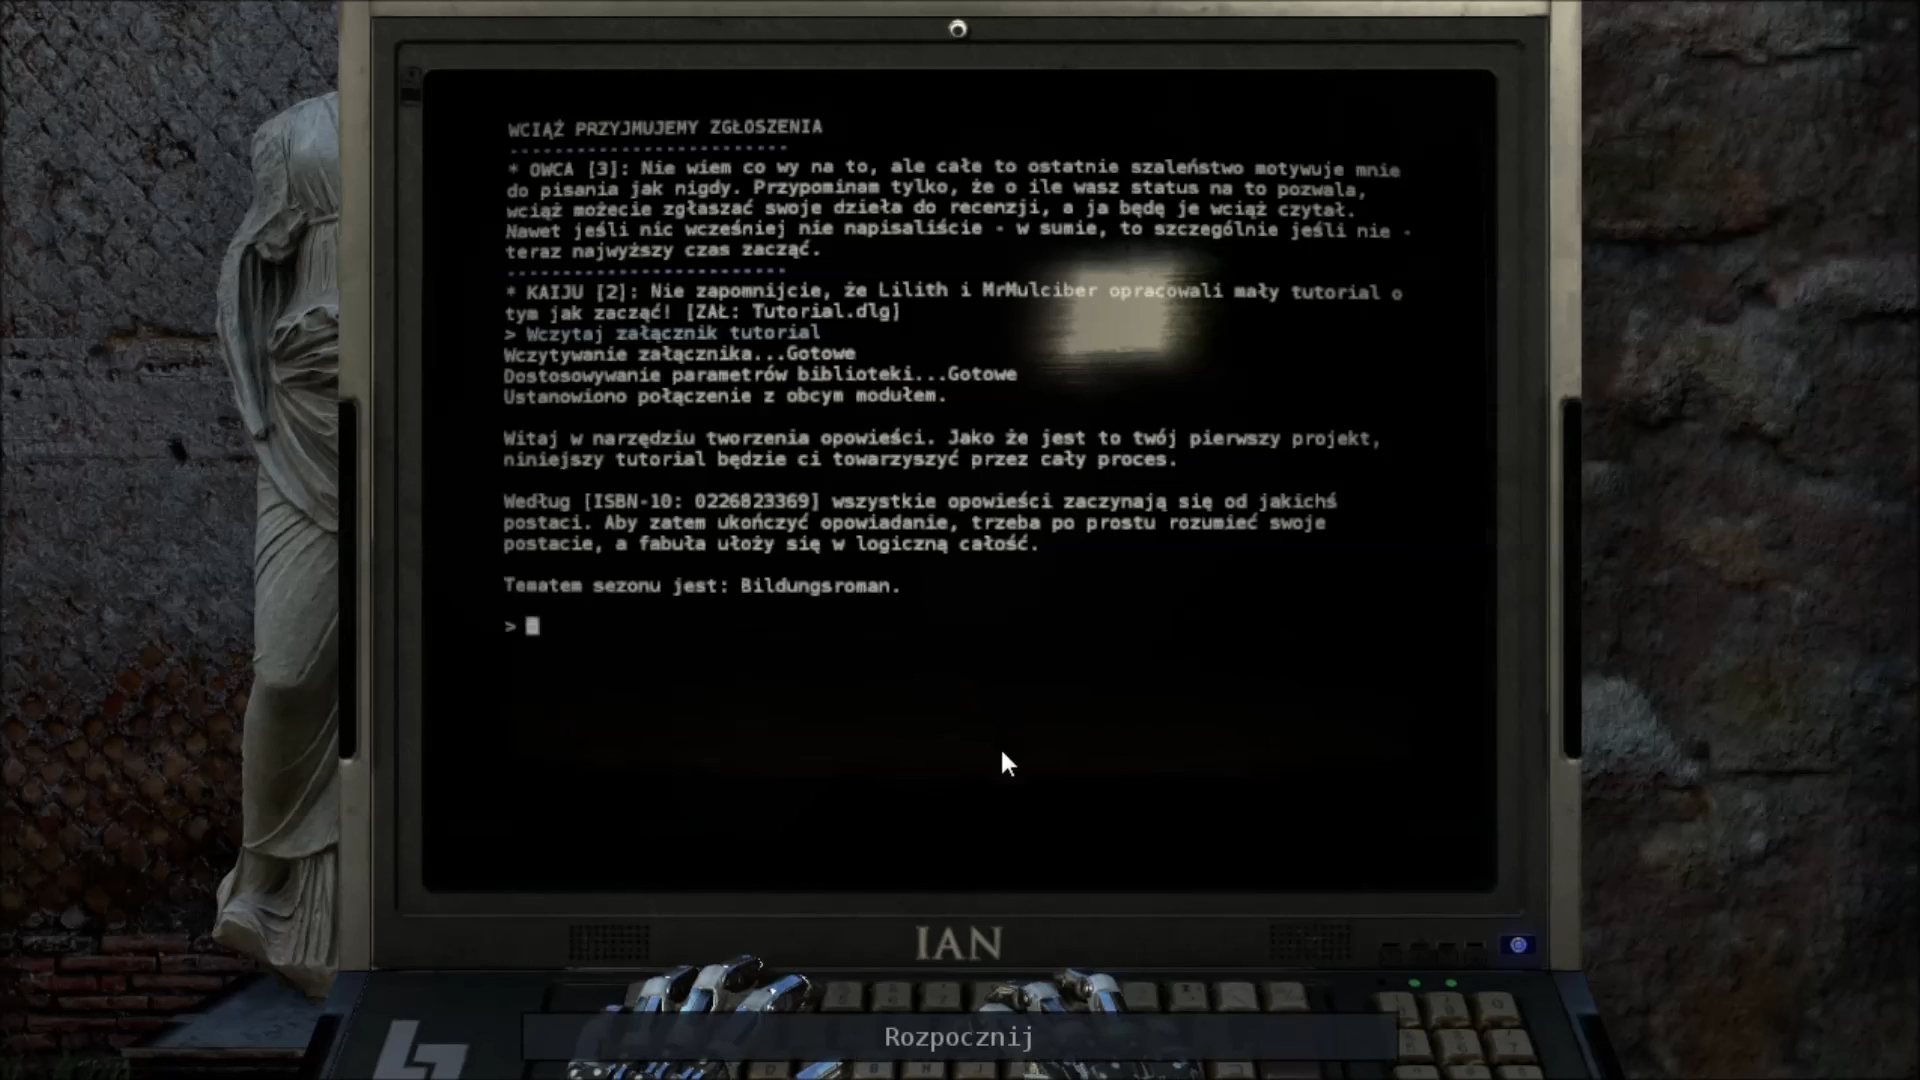 WCIĄŻ PRZYJMUJEMY ZGŁOSZENIA
-------------------------
* OWCA [3]: Nie wiem co wy na to, ale całe to ostatnie szaleństwo motywuje mnie
do pisania jak nigdy. Przypominam tylko, że o ile wasz status na to pozwala,
wciąż możecie zgłaszać swoje dzieła do recenzji, a ja będę je wciąż czytał.
Nawet jeśli nic wcześniej nie napisaliście - w sumie, to szczególnie jeśli nie -
teraz najwyższy czas zacząć.
-------------------------
* KAIJU [2]: Nie zapomnijcie, że Lilith i MrMulciber opracowali mały tutorial o
tym jak zacząć! [ZAŁ: Tutorial.dlg]
> Wczytaj załącznik tutorial
Wczytywanie załącznika...Gotowe
Dostosowywanie parametrów biblioteki...Gotowe
Ustanowiono połączenie z obcym modułem.
Witaj w narzędziu tworzenia opowieści. Jako że jest to twój pierwszy projekt,
niniejszy tutorial będzie ci towarzyszyć przez cały proces.
Według [ISBN-10: 0226823369] wszystkie opowieści zaczynają się od jakichś
postaci. Aby zatem ukończyć opowiadanie, trzeba po prostu rozumieć swoje
postacie, a fabuła ułoży się w logiczną całość.
Tematem sezonu jest: Bildungsroman.
>
IAN
Rozpocznij